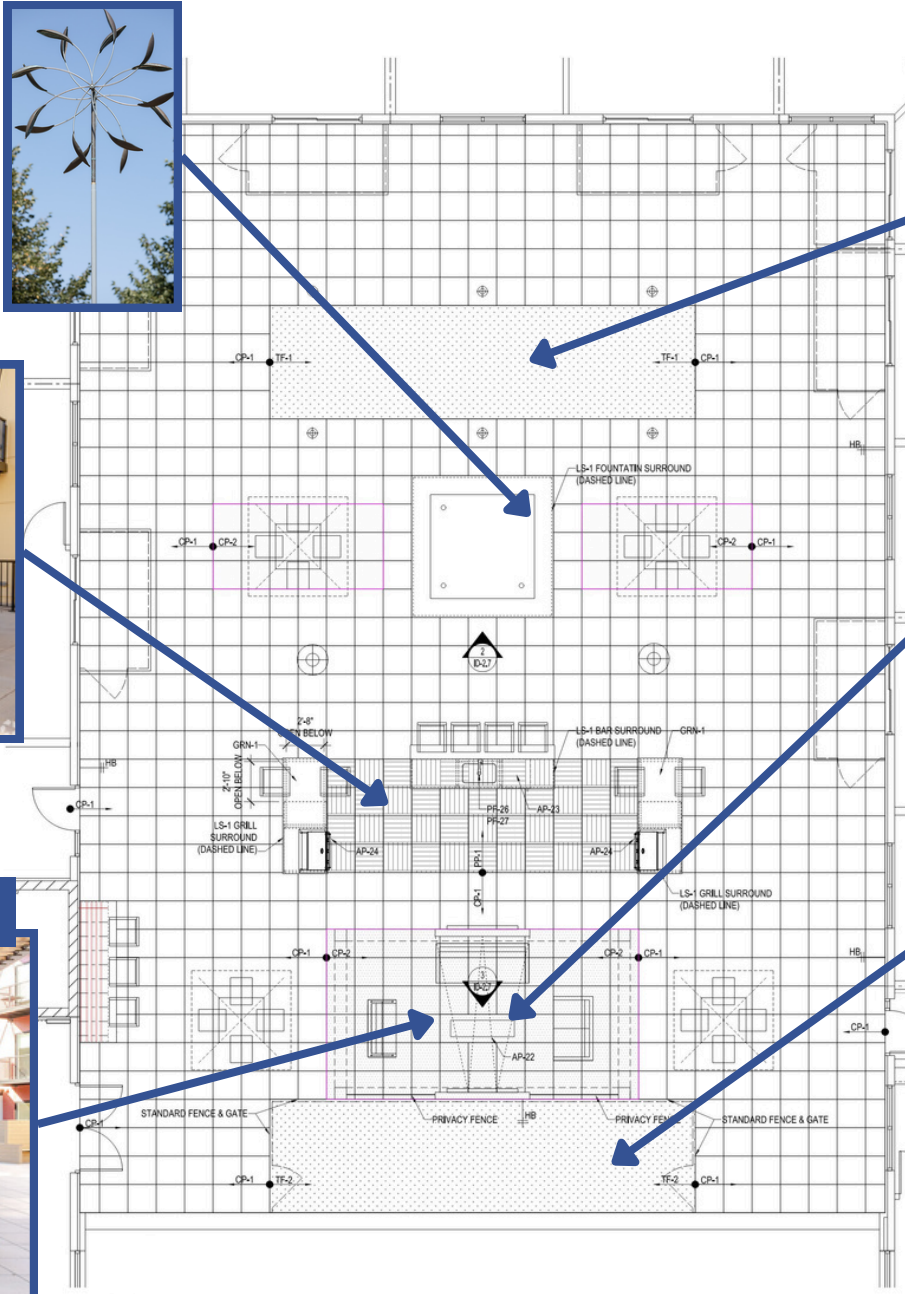 CP-1
TF-1
TF-1
CP-1
HB
LS-1 FOUNTATIN SURROUND
(DASHED LINE)
CP-1
CP-2
CP-2
CP-1
2
ID-2.7
2'-8"
OPEN BELOW
GRN-1
2'-10"
OPEN BELOW
LS-1 BAR SURROUND
(DASHED LINE)
GRN-1
HB
CP-1
PF-26
PF-27
AP-23
LS-1 GRILL
SURROUND
(DASHED LINE)
AP-24
AP-24
PP-1
CP-1
LS-1 GRILL SURROUND
(DASHED LINE)
CP-1
CP-2
CP-2
CP-1
HB
3
ID-2.7
CP-1
AP-22
STANDARD FENCE & GATE
PRIVACY FENCE
HB
PRIVACY FENCE
STANDARD FENCE & GATE
CP-1
CP-1
TF-2
TF-2
CP-1